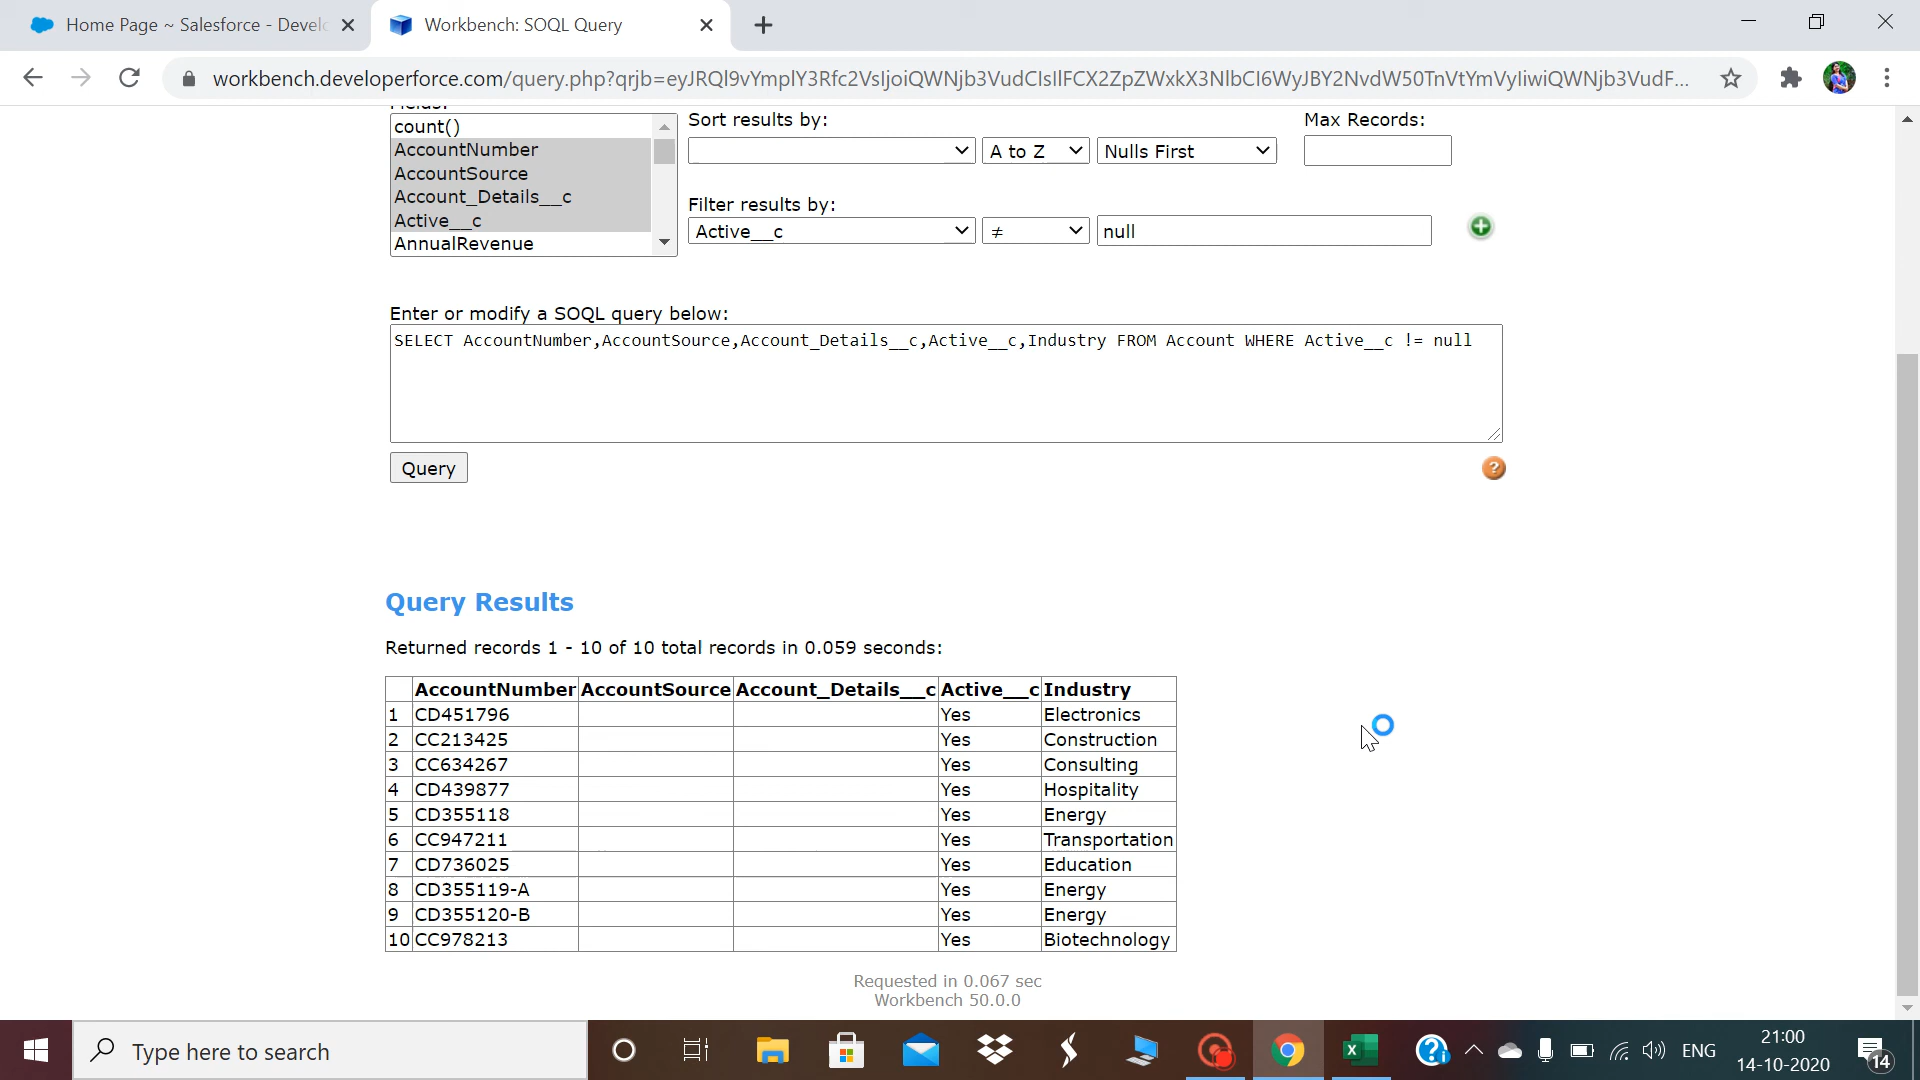 Home Page ~ Salesforce - Develo
Workbench: SOQL Query
workbench.developerforce.com/query.php?qrjb=eyJRQl9vYmplY3Rfc2VsIjoiQWNjb3VudCIsIlFCX2ZpZWxkX3NlbCI6WyJBY2NvdW50TnVtYmVyIiwiQWNjb3VudF...
Fields:
count()
AccountNumber
AccountSource
Account_Details__c
Active__c
AnnualRevenue
Sort results by:
A to Z
Nulls First
Max Records:
Filter results by:
Active__c
≠
null
Enter or modify a SOQL query below:
SELECT AccountNumber,AccountSource,Account_Details__c,Active__c,Industry FROM Account WHERE Active__c != null
Query
Query Results
Returned records 1 - 10 of 10 total records in 0.059 seconds:
AccountNumber AccountSource Account_Details__c Active__c Industry
1 CD451796 Yes Electronics
2 CC213425 Yes Construction
3 CC634267 Yes Consulting
4 CD439877 Yes Hospitality
5 CD355118 Yes Energy
6 CC947211 Yes Transportation
7 CD736025 Yes Education
8 CD355119-A Yes Energy
9 CD355120-B Yes Energy
10 CC978213 Yes Biotechnology
Requested in 0.067 sec
Workbench 50.0.0
Type here to search
ENG
21:00
14-10-2020
14